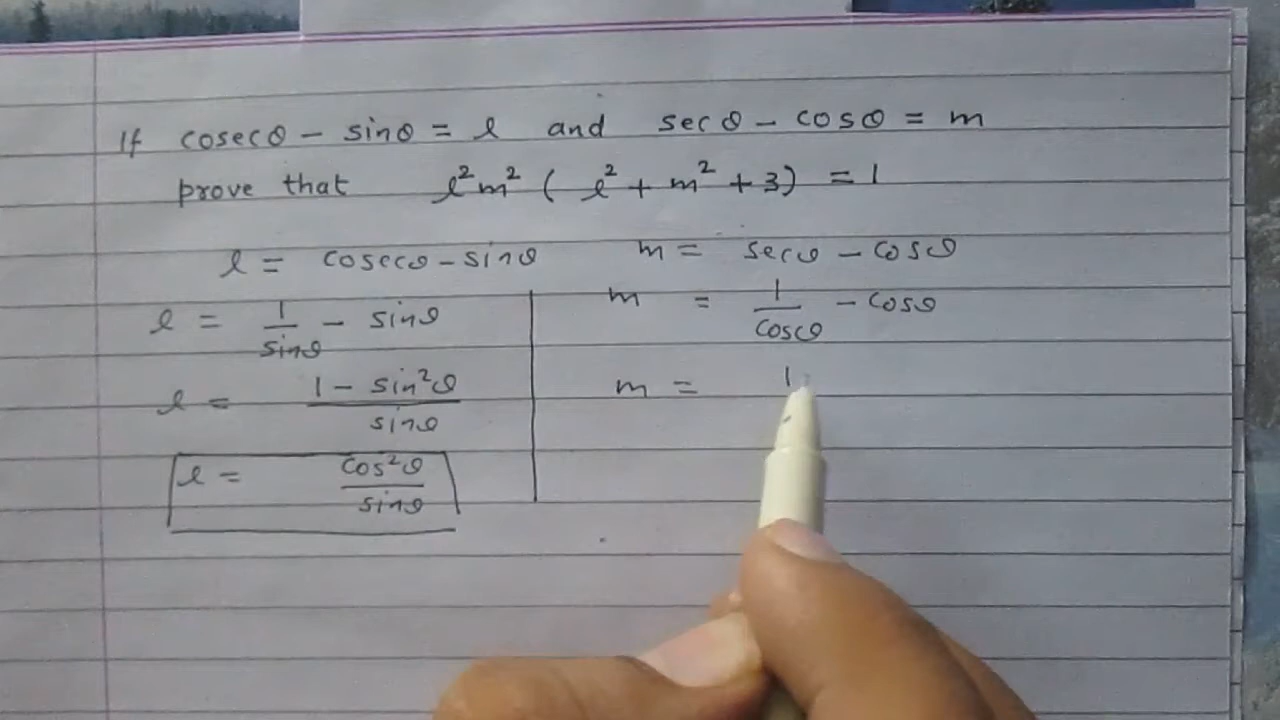 If cosecθ - sinθ = l and secθ - cosθ = m
prove that l²m² ( l² + m² + 3) = 1
l = cosecθ - sinθ
l = 1/sinθ - sinθ
l = 1 - sin²θ/sinθ
l = cos²θ/sinθ
m = secθ - cosθ
m = 1/cosθ - cosθ
m = 1